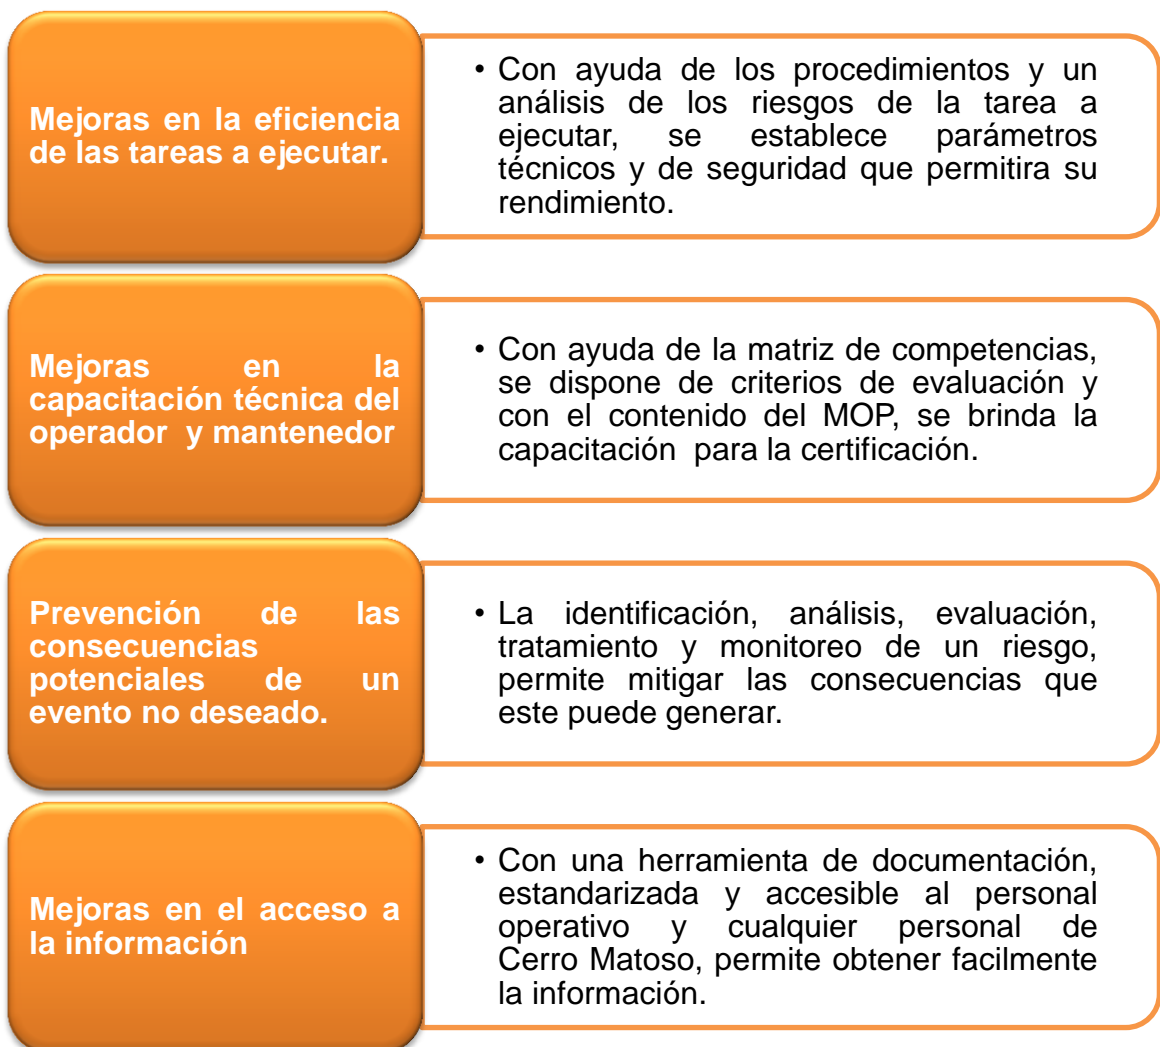 Mejoras en la eficiencia
de las tareas a ejecutar.
• Con ayuda de los procedimientos y un
análisis de los riesgos de la tarea a
ejecutar, se establece parámetros
técnicos y de seguridad que permitira su
rendimiento.
Mejoras en la
capacitación técnica del
operador y mantenedor
• Con ayuda de la matriz de competencias,
se dispone de criterios de evaluación y
con el contenido del MOP, se brinda la
capacitación para la certificación.
Prevención de las
consecuencias
potenciales de un
evento no deseado.
• La identificación, análisis, evaluación,
tratamiento y monitoreo de un riesgo,
permite mitigar las consecuencias que
este puede generar.
Mejoras en el acceso a
la información
• Con una herramienta de documentación,
estandarizada y accesible al personal
operativo y cualquier personal de
Cerro Matoso, permite obtener facilmente
la información.